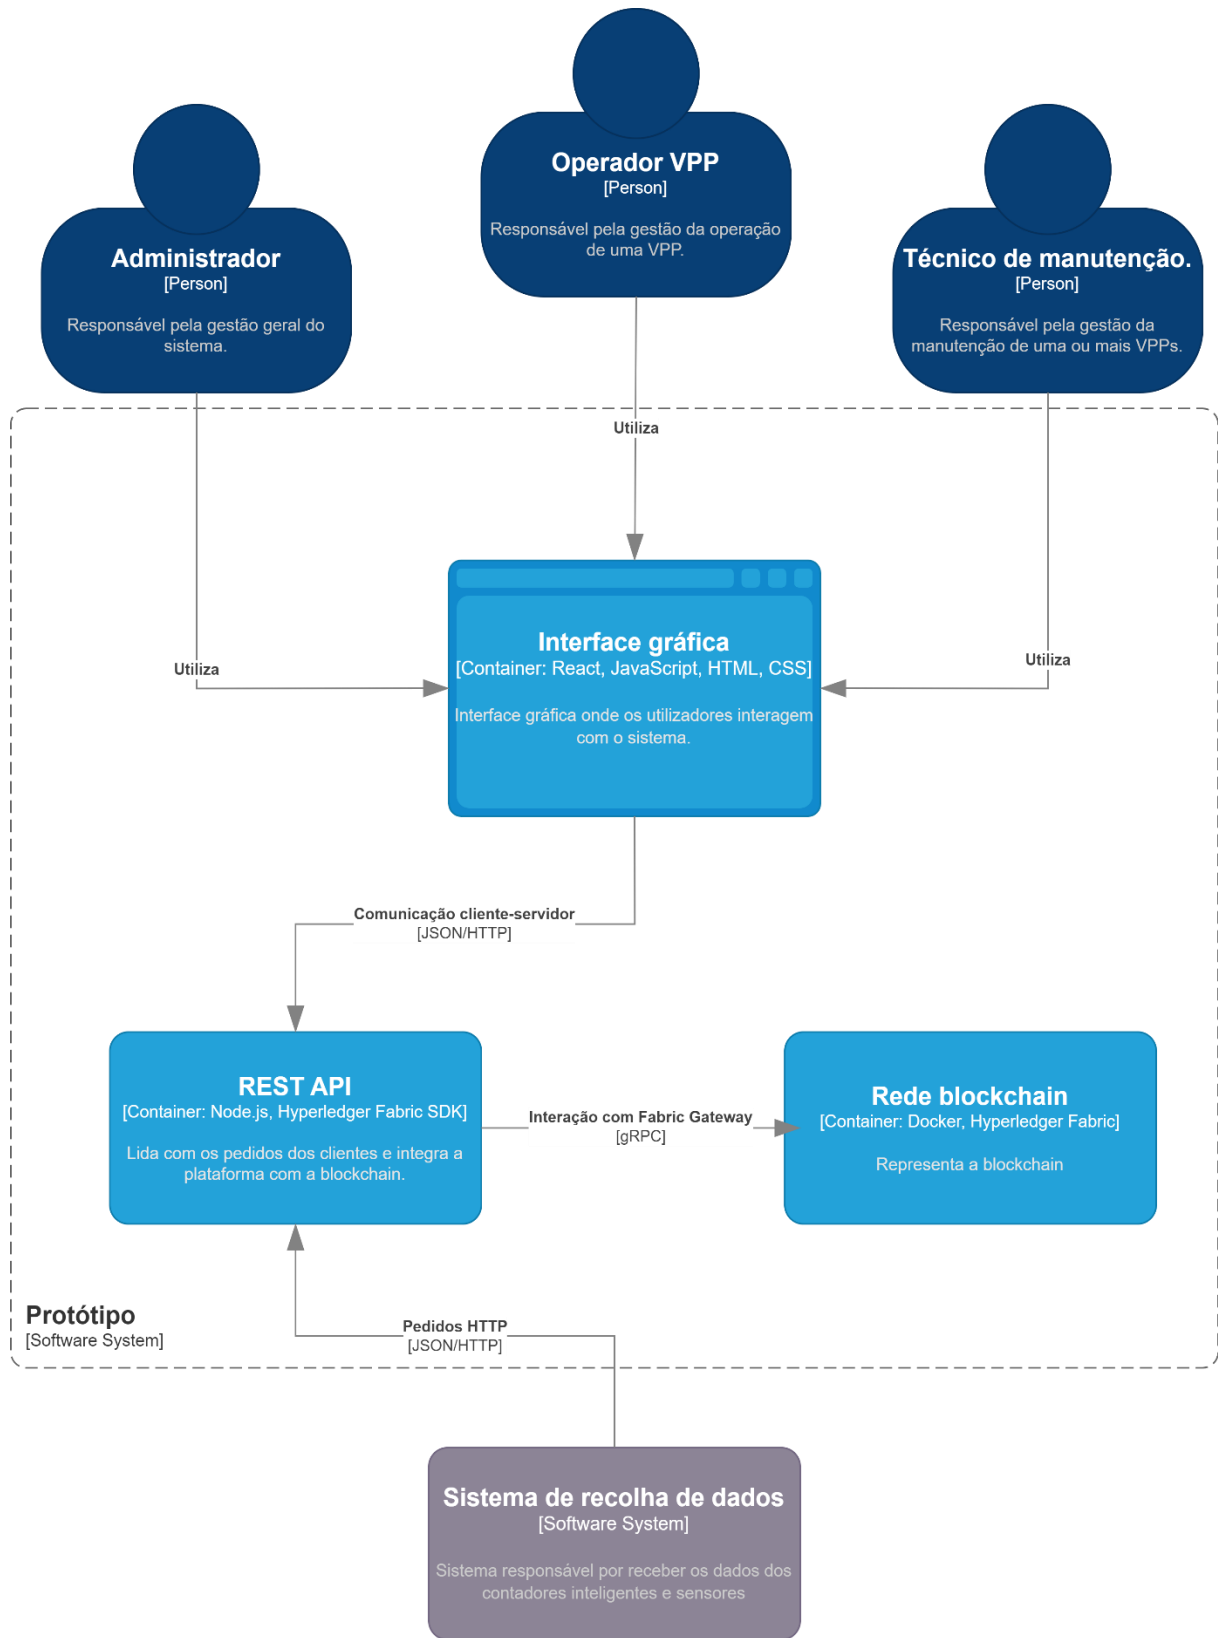 Operador VPP
[Person]
Responsável pela gestão da operação
de uma VPP.
Administrador
[Person]
Responsável pela gestão geral do
sistema.
Técnico de manutenção.
[Person]
Responsável pela gestão da
manutenção de uma ou mais VPPs.
Utiliza
Utiliza
Utiliza
Interface gráfica
[Container: React, JavaScript, HTML, CSS]
Interface gráfica onde os utilizadores interagem
com o sistema.
Comunicação cliente-servidor
[JSON/HTTP]
REST API
[Container: Node.js, Hyperledger Fabric SDK]
Lida com os pedidos dos clientes e integra a
plataforma com a blockchain.
Interação com Fabric Gateway
[gRPC]
Rede blockchain
[Container: Docker, Hyperledger Fabric]
Representa a blockchain
Protótipo
[Software System]
Pedidos HTTP
[JSON/HTTP]
Sistema de recolha de dados
[Software System]
Sistema responsável por receber os dados dos
contadores inteligentes e sensores